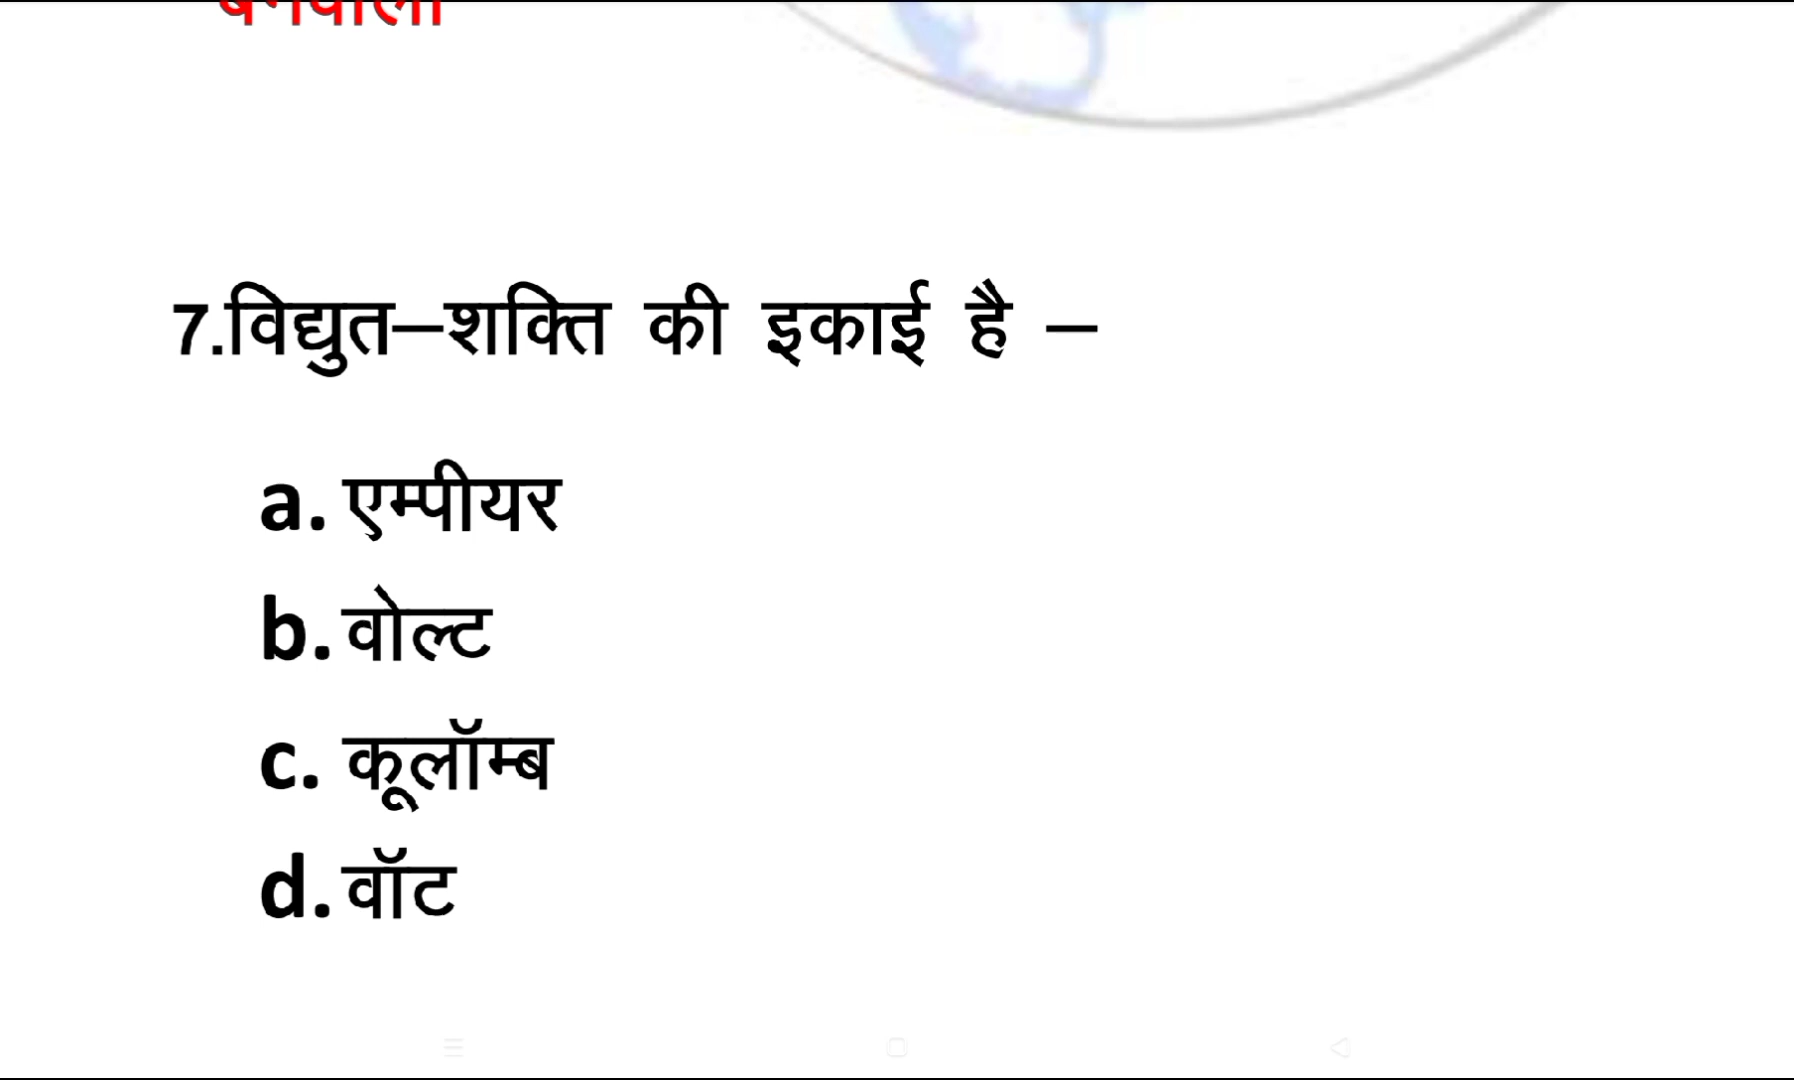 7.विद्युत–शक्ति की इकाई है –
a. एम्पीयर
b. वोल्ट
c. कूलॉम्ब
d. वॉट